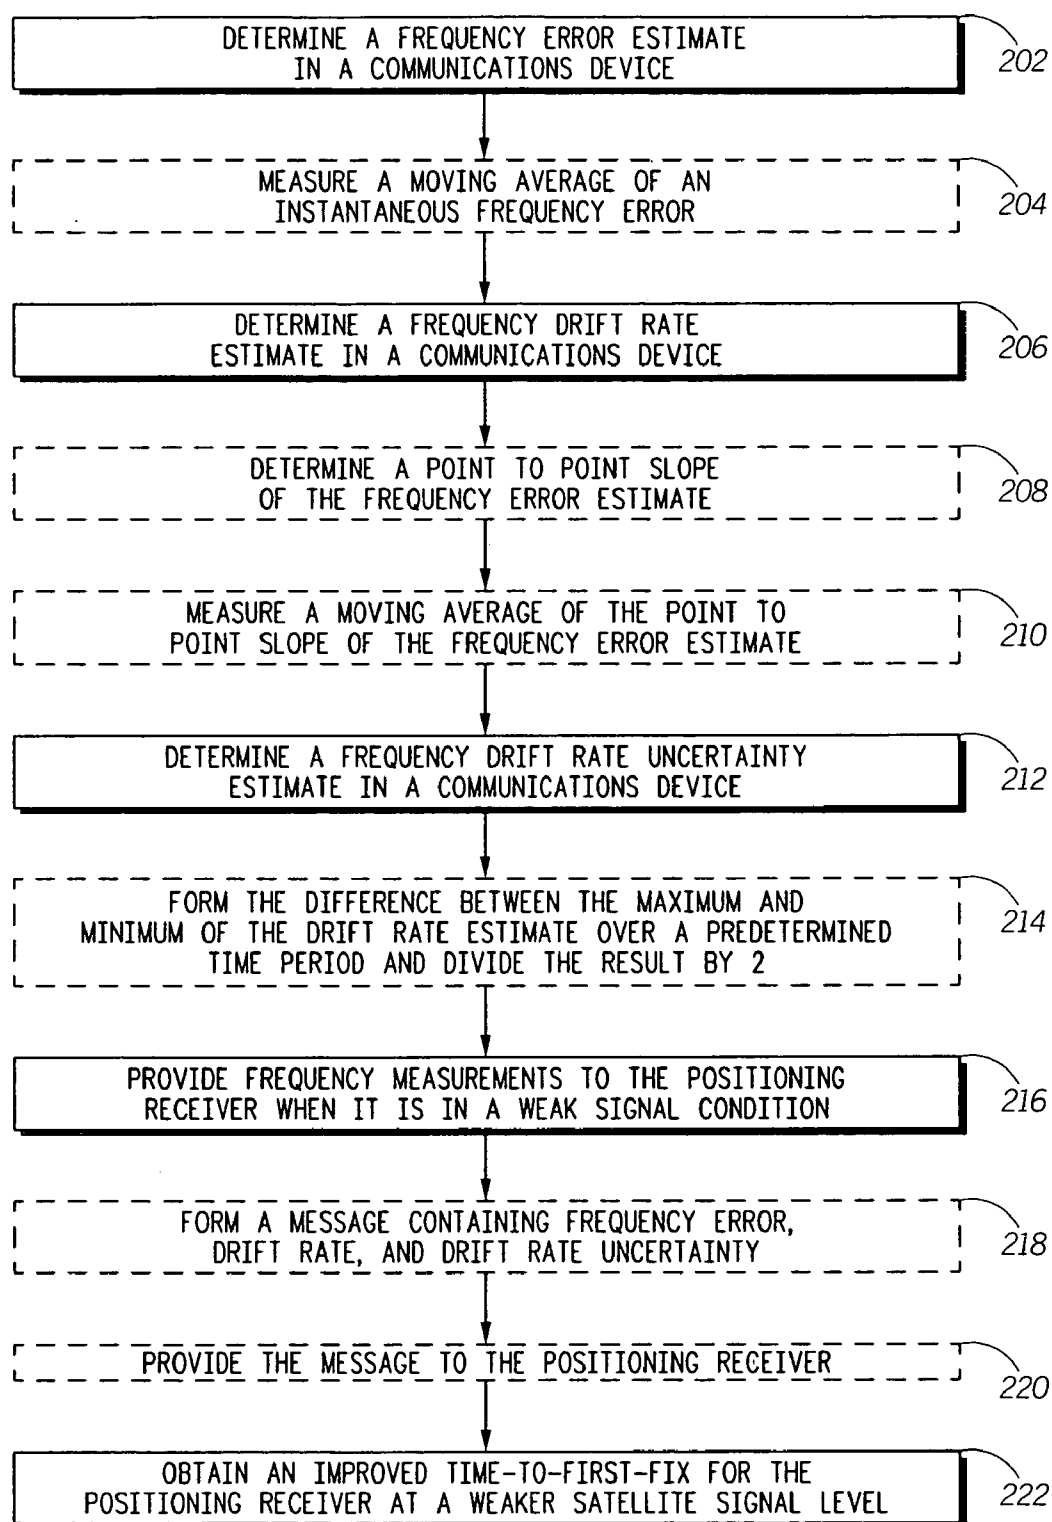 DETERMINE A FREQUENCY ERROR ESTIMATE
IN A COMMUNICATIONS DEVICE
202
MEASURE A MOVING AVERAGE OF AN
INSTANTANEOUS FREQUENCY ERROR
204
DETERMINE A FREQUENCY DRIFT RATE
ESTIMATE IN A COMMUNICATIONS DEVICE
206
DETERMINE A POINT TO POINT SLOPE
OF THE FREQUENCY ERROR ESTIMATE
208
MEASURE A MOVING AVERAGE OF THE POINT TO
POINT SLOPE OF THE FREQUENCY ERROR ESTIMATE
210
DETERMINE A FREQUENCY DRIFT RATE UNCERTAINTY
ESTIMATE IN A COMMUNICATIONS DEVICE
212
FORM THE DIFFERENCE BETWEEN THE MAXIMUM AND
MINIMUM OF THE DRIFT RATE ESTIMATE OVER A PREDETERMINED
TIME PERIOD AND DIVIDE THE RESULT BY 2
214
PROVIDE FREQUENCY MEASUREMENTS TO THE POSITIONING
RECEIVER WHEN IT IS IN A WEAK SIGNAL CONDITION
216
FORM A MESSAGE CONTAINING FREQUENCY ERROR,
DRIFT RATE, AND DRIFT RATE UNCERTAINTY
218
PROVIDE THE MESSAGE TO THE POSITIONING RECEIVER
220
OBTAIN AN IMPROVED TIME-TO-FIRST-FIX FOR THE
POSITIONING RECEIVER AT A WEAKER SATELLITE SIGNAL LEVEL
222